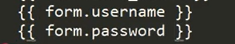 {{ form.username }}
{{ form.password }}